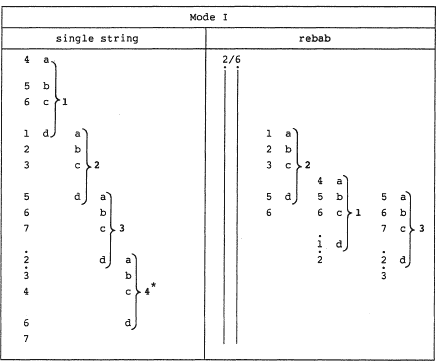 Mode I
single string rebab
4 a 2̣/6̣
5 b
6 c 1
1 d a 1 a
2 b 2 b
3 c 2 3 c 2
4 a
5 d a 5 d 5 b 5 a
6 b 6 6 c 1 6 b
7 c 3 7 c 3
1̇ d
2̇ d a 2̇ 2̇ d
3̇ b 3̇
4 c 4*
6 d
7